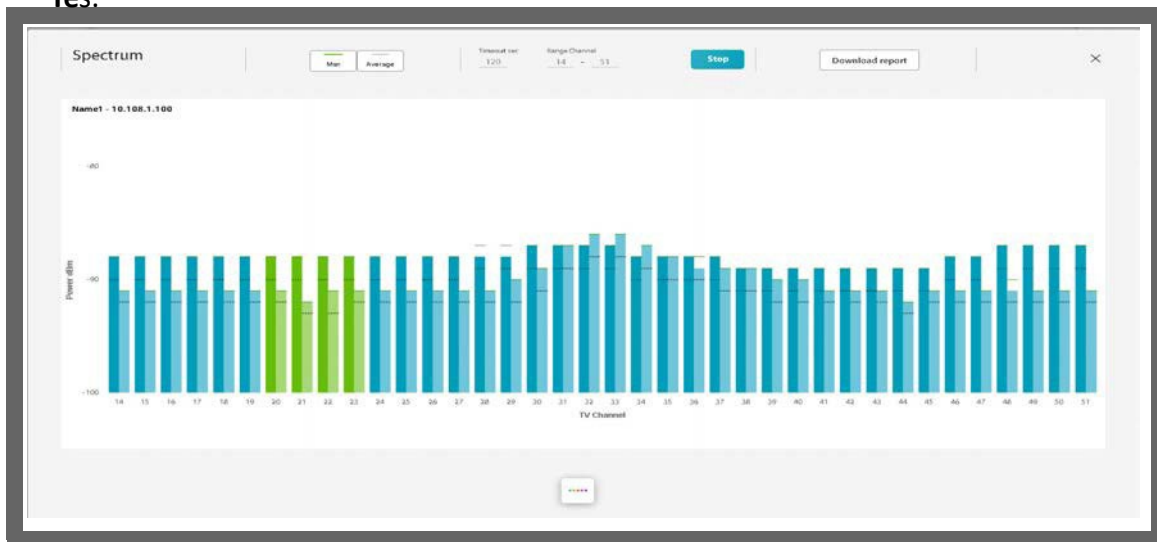 Yes.
Spectrum
Max Average
Timeout sec
120
Range Channel
14 - 51
Stop
Download report
×
Name1 - 10.108.1.100
-80
Power dBm
-90
-100
14 15 16 17 18 19 20 21 22 23 24 25 26 27 28 29 30 31 32 33 34 35 36 37 38 39 40 41 42 43 44 45 46 47 48 49 50 51
TV Channel